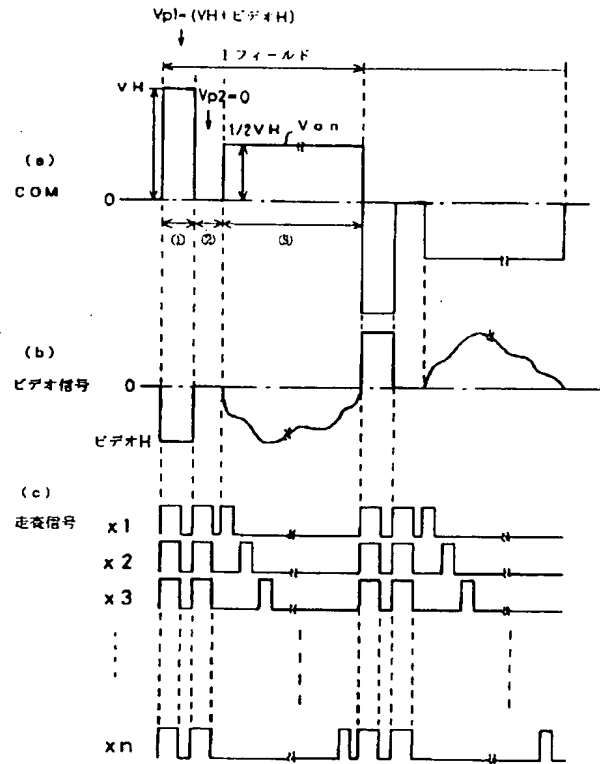 Vp1=(VH+ビデオH)
1フィールド
VH
Vp2=0
1/2VH
Von
(a)
COM
0
① ② ③
(b)
ビデオ信号
0
ビデオH
(c)
走査信号
x1
x2
x3
xn